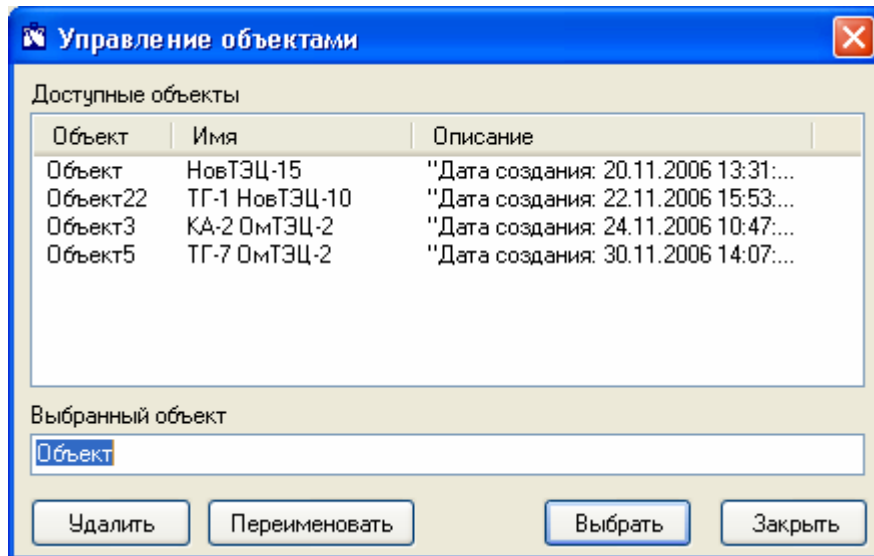 Управление объектами
Доступные объекты
Объект Имя Описание
Объект НовТЭЦ-15 "Дата создания: 20.11.2006 13:31:...
Объект22 ТГ-1 НовТЭЦ-10 "Дата создания: 22.11.2006 15:53:...
Объект3 КА-2 ОмТЭЦ-2 "Дата создания: 24.11.2006 10:47:...
Объект5 ТГ-7 ОмТЭЦ-2 "Дата создания: 30.11.2006 14:07:...
Выбранный объект
Объект
Удалить Переименовать Выбрать Закрыть